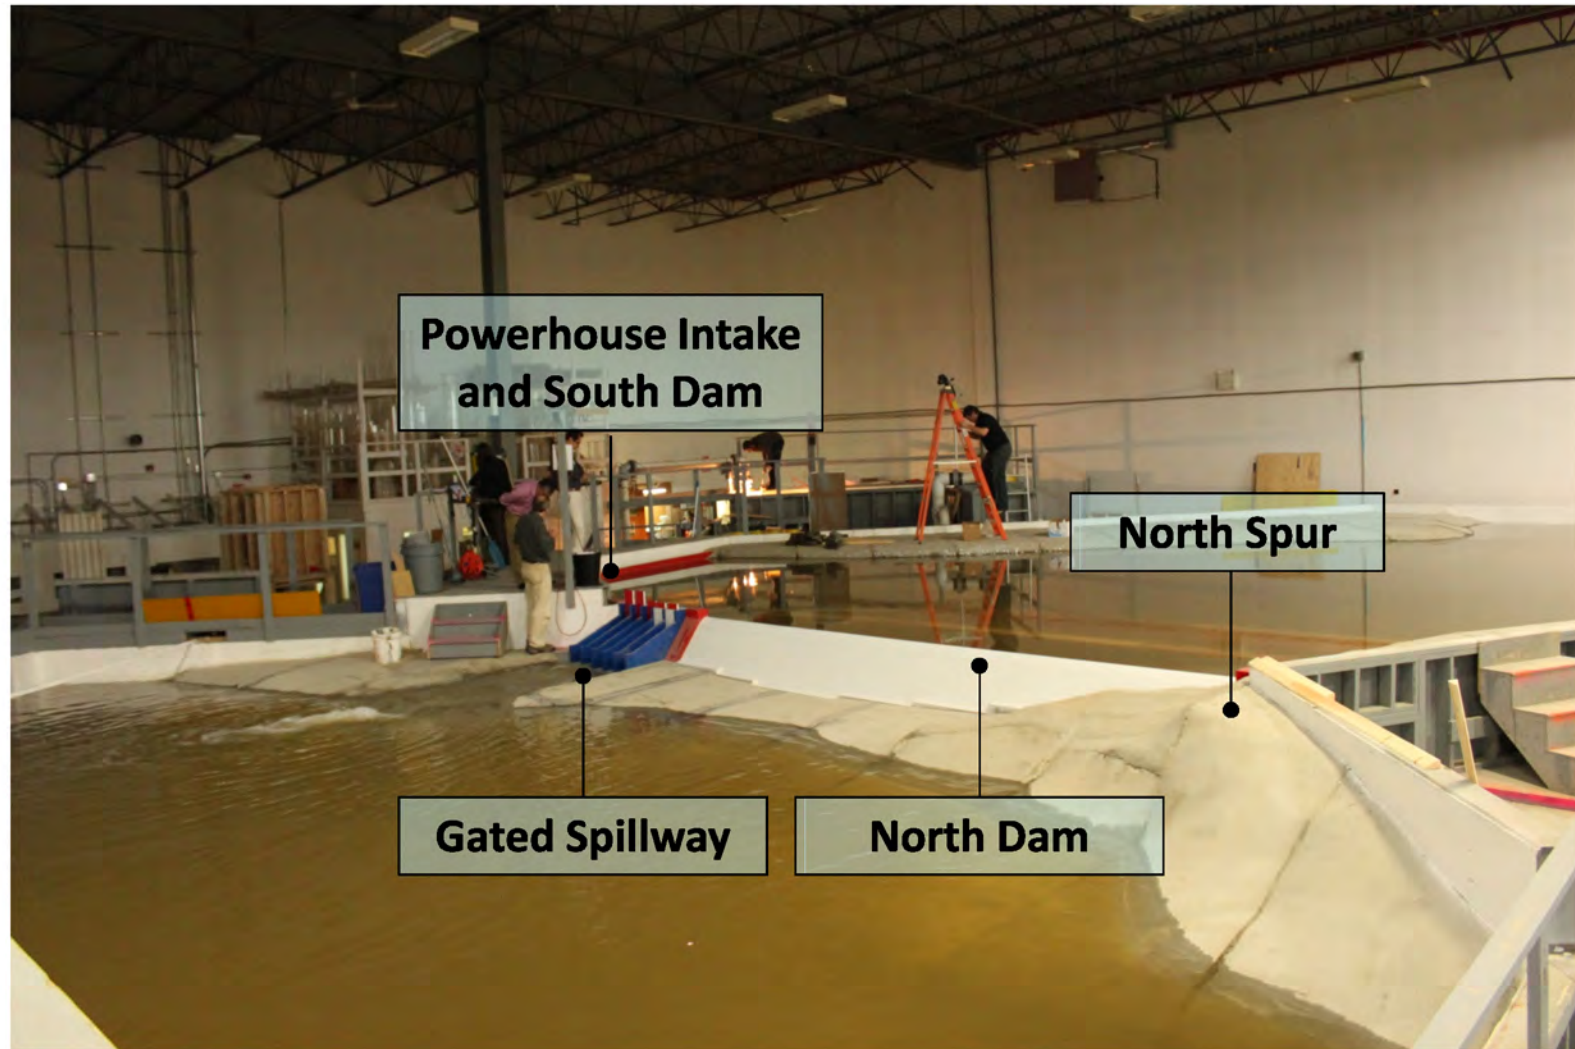 Powerhouse Intake
and South Dam
North Spur
Gated Spillway
North Dam